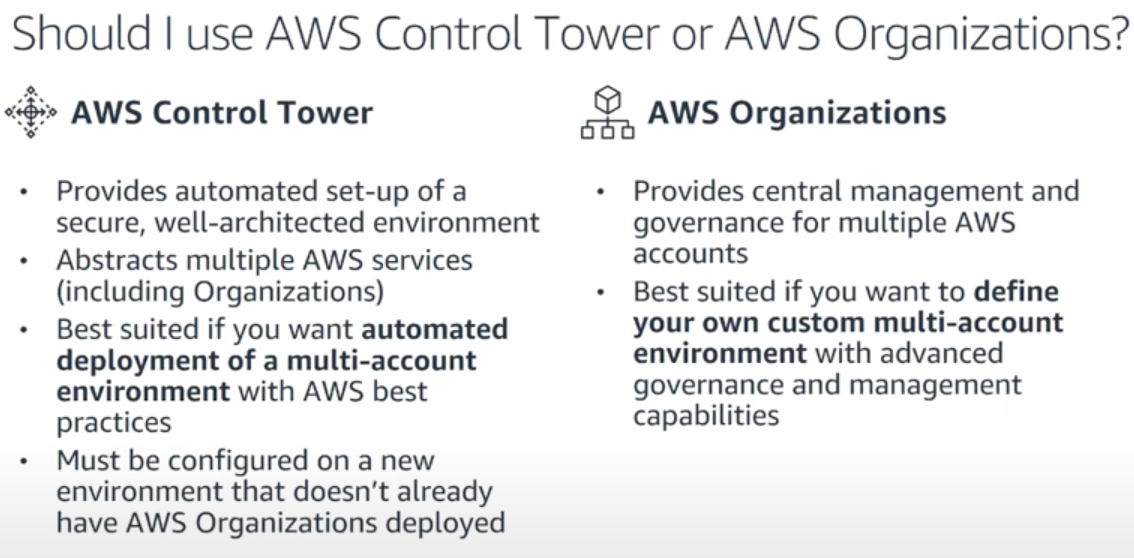 Should I use AWS Control Tower or AWS Organizations?
AWS Control Tower
• Provides automated set-up of a
secure, well-architected environment
• Abstracts multiple AWS services
(including Organizations)
• Best suited if you want automated
deployment of a multi-account
environment with AWS best
practices
• Must be configured on a new
environment that doesn’t already
have AWS Organizations deployed
AWS Organizations
• Provides central management and
governance for multiple AWS
accounts
• Best suited if you want to define
your own custom multi-account
environment with advanced
governance and management
capabilities